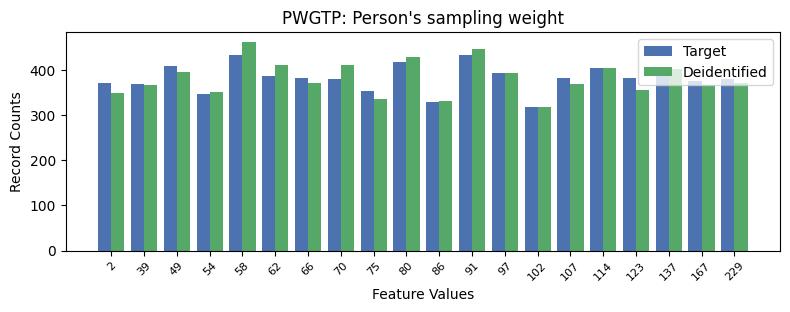 PWGTP: Person's sampling weight
Target
Deidentified
Record Counts
400
300
200
100
0
2 39 49 54 58 62 66 70 75 80 86 91 97 102 107 114 123 137 167 229
Feature Values